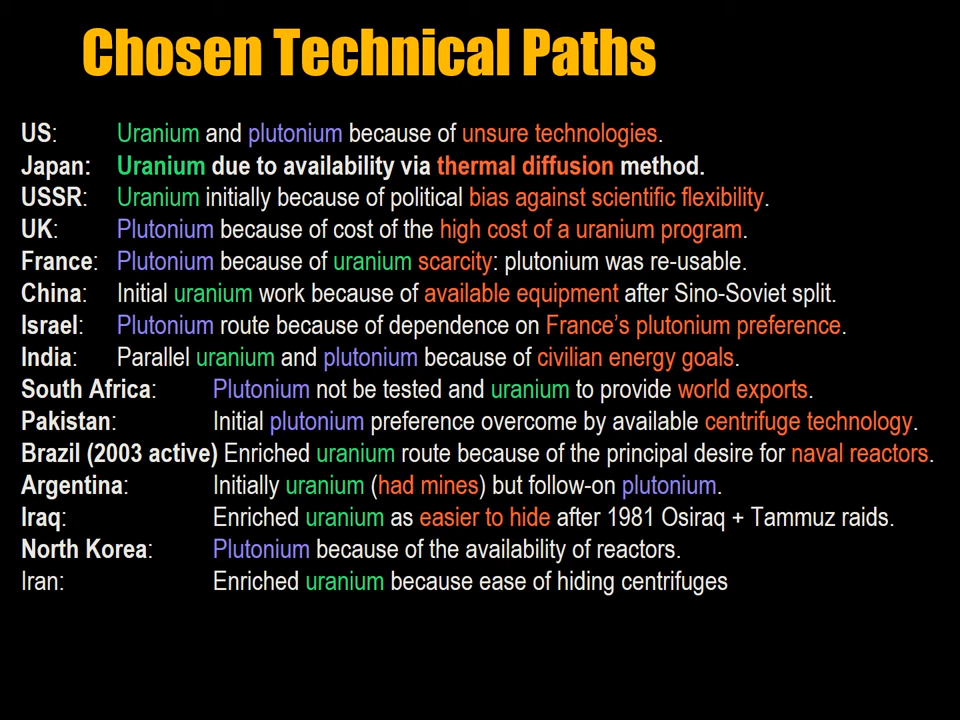 Chosen Technical Paths
US: Uranium and plutonium because of unsure technologies.
Japan: Uranium due to availability via thermal diffusion method.
USSR: Uranium initially because of political bias against scientific flexibility.
UK: Plutonium because of cost of the high cost of a uranium program.
France: Plutonium because of uranium scarcity: plutonium was re-usable.
China: Initial uranium work because of available equipment after Sino-Soviet split.
Israel: Plutonium route because of dependence on France's plutonium preference.
India: Parallel uranium and plutonium because of civilian energy goals.
South Africa: Plutonium not be tested and uranium to provide world exports.
Pakistan: Initial plutonium preference overcome by available centrifuge technology.
Brazil (2003 active) Enriched uranium route because of the principal desire for naval reactors.
Argentina: Initially uranium (had mines) but follow-on plutonium.
Iraq: Enriched uranium as easier to hide after 1981 Osiraq + Tammuz raids.
North Korea: Plutonium because of the availability of reactors.
Iran: Enriched uranium because ease of hiding centrifuges